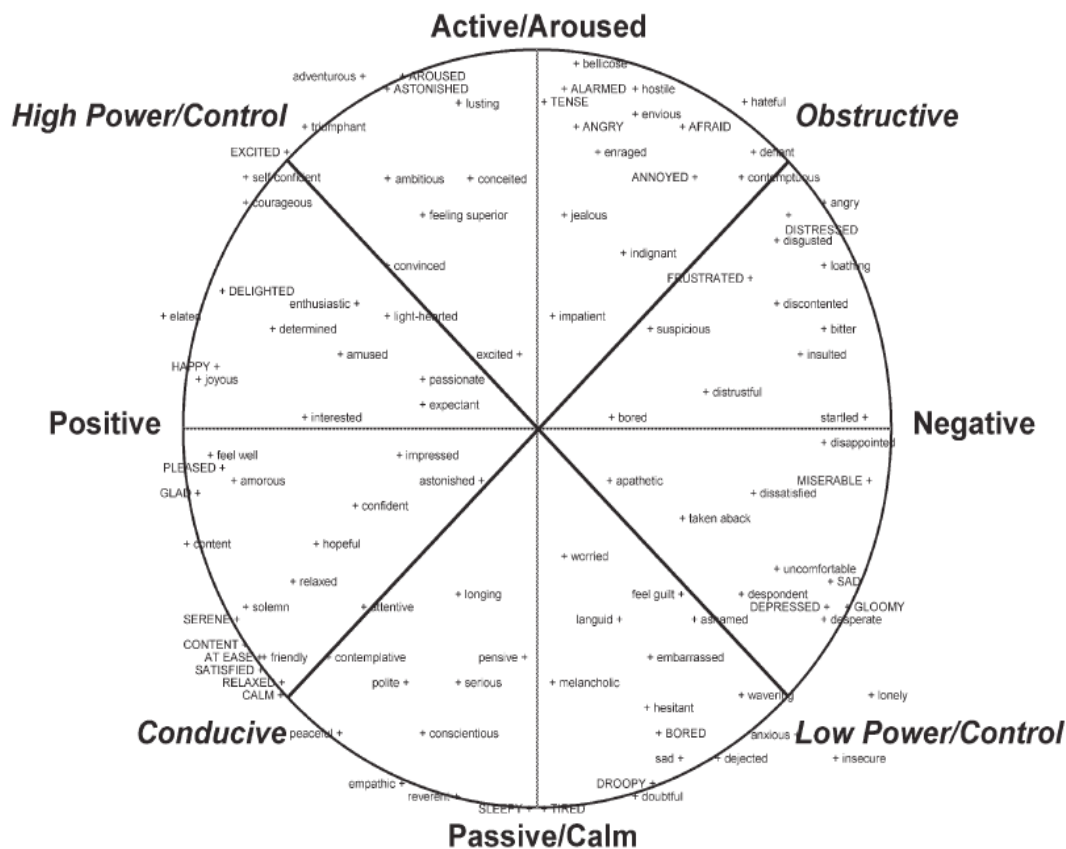 Active/Aroused
+ bellicose
adventurous + + AROUSED
+ ASTONISHED + ALARMED + hostile
+ lusting + TENSE + hateful
High Power/Control + envious Obstructive
+ triumphant + ANGRY + AFRAID
EXCITED + + enraged + defiant
+ self confident + ambitious + conceited ANNOYED + + contemptuous
+ courageous + angry
+ feeling superior + jealous +
DISTRESSED
+ disgusted
+ indignant
+ convinced + loathing
FRUSTRATED +
+ DELIGHTED
enthusiastic + + discontented
+ elated + light-hearted + impatient
+ determined + suspicious + bitter
+ amused excited + + insulted
HAPPY +
+ joyous + passionate
+ distrustful
+ expectant
Positive + interested + bored startled + Negative
+ disappointed
+ feel well + impressed
PLEASED +
+ amorous astonished + + apathetic MISERABLE +
GLAD + + dissatisfied
+ confident
+ taken aback
+ content + hopeful
+ worried
+ uncomfortable
+ relaxed + SAD
+ longing feel guilt + + despondent
+ solemn + attentive DEPRESSED + + GLOOMY
SERENE + languid + + ashamed + desperate
CONTENT +
AT EASE + + friendly + contemplative pensive + + embarrassed
SATISFIED +
RELAXED + polite + + serious + melancholic
CALM + + wavering + lonely
+ hesitant
Conducive peaceful + + conscientious + BORED anxious + Low Power/Control
sad + + dejected + insecure
empathic + DROOPY +
reverent + + doubtful
SLEEPY + + TIRED
Passive/Calm